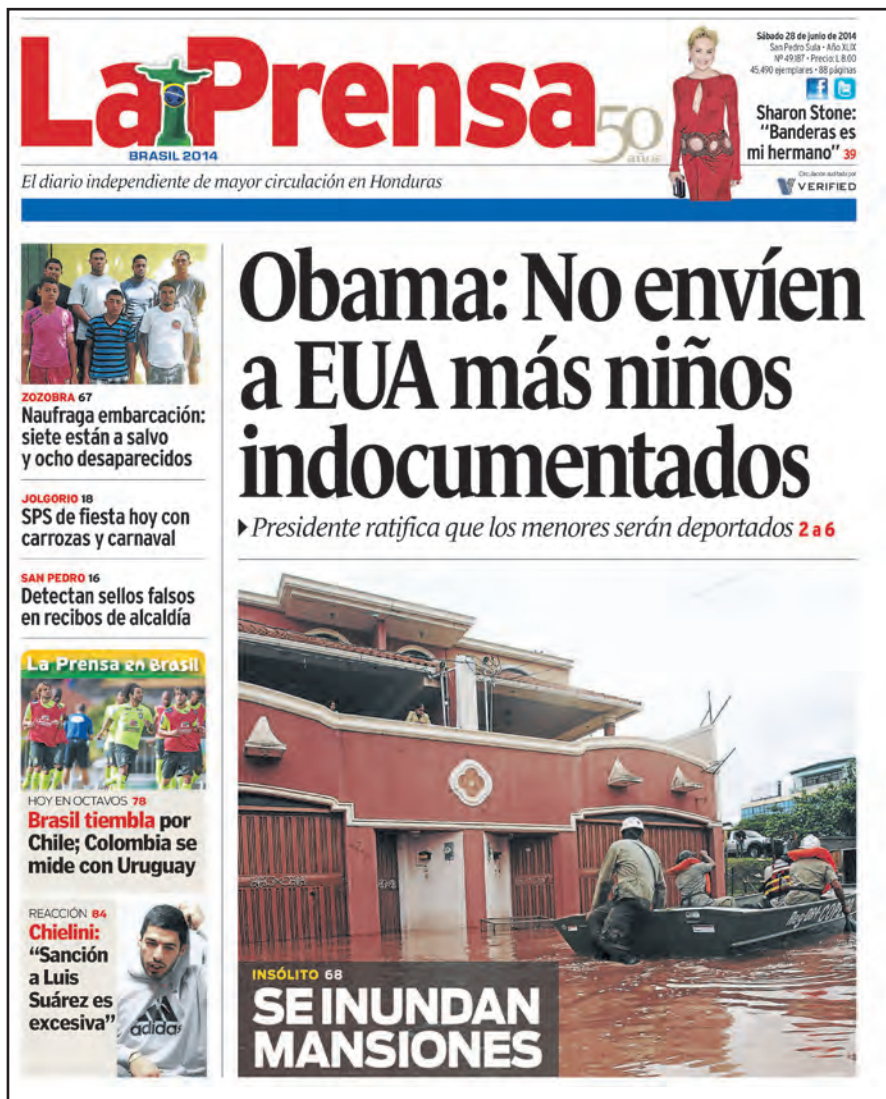 La Prensa
BRASIL 2014
50
años
El diario independiente de mayor circulación en Honduras
Sábado 28 de junio de 2014
San Pedro Sula • Año XLIX
Nº 49187 • Precio: L 8.00
45,490 ejemplares • 88 páginas
Sharon Stone:
"Banderas es
mi hermano" 39
VERIFIED
ZOZOBRA 67
Naufraga embarcación:
siete están a salvo
y ocho desaparecidos
JOLGORIO 18
SPS de fiesta hoy con
carrozas y carnaval
SAN PEDRO 16
Detectan sellos falsos
en recibos de alcaldía
La Prensa en Brasil
HOY EN OCTAVOS 78
Brasil tiembla por
Chile; Colombia se
mide con Uruguay
REACCIÓN 84
Chielini:
"Sanción
a Luis
Suárez es
excesiva"
adidas
Obama: No envíen
a EUA más niños
indocumentados
Presidente ratifica que los menores serán deportados 2 a 6
INSÓLITO 68
SE INUNDAN
MANSIONES